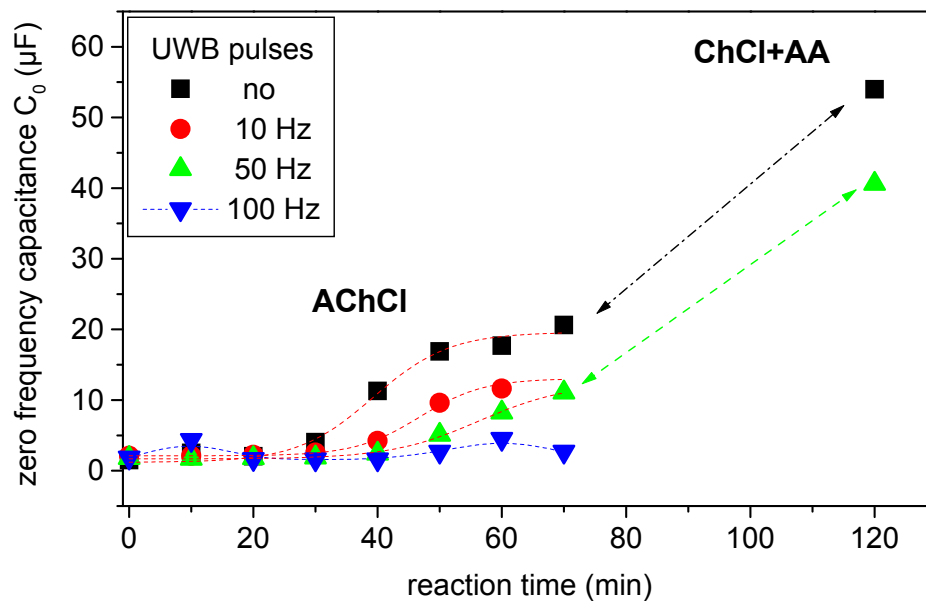 zero frequency capacitance C₀ (µF)
60
50
40
30
20
10
0
UWB pulses
no
10 Hz
50 Hz
100 Hz
ChCl+AA
AChCl
0 20 40 60 80 100 120
reaction time (min)